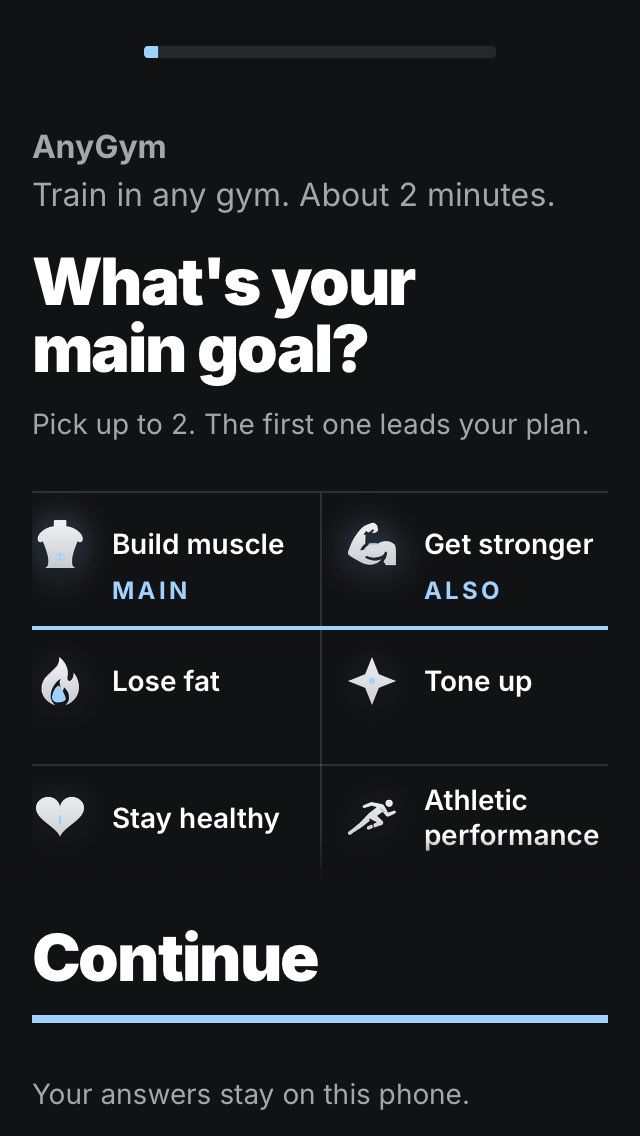 AnyGym
Train in any gym. About 2 minutes.
What's your
main goal?
Pick up to 2. The first one leads your plan.
Build muscle
MAIN
Get stronger
ALSO
Lose fat
Tone up
Stay healthy
Athletic
performance
Continue
Your answers stay on this phone.